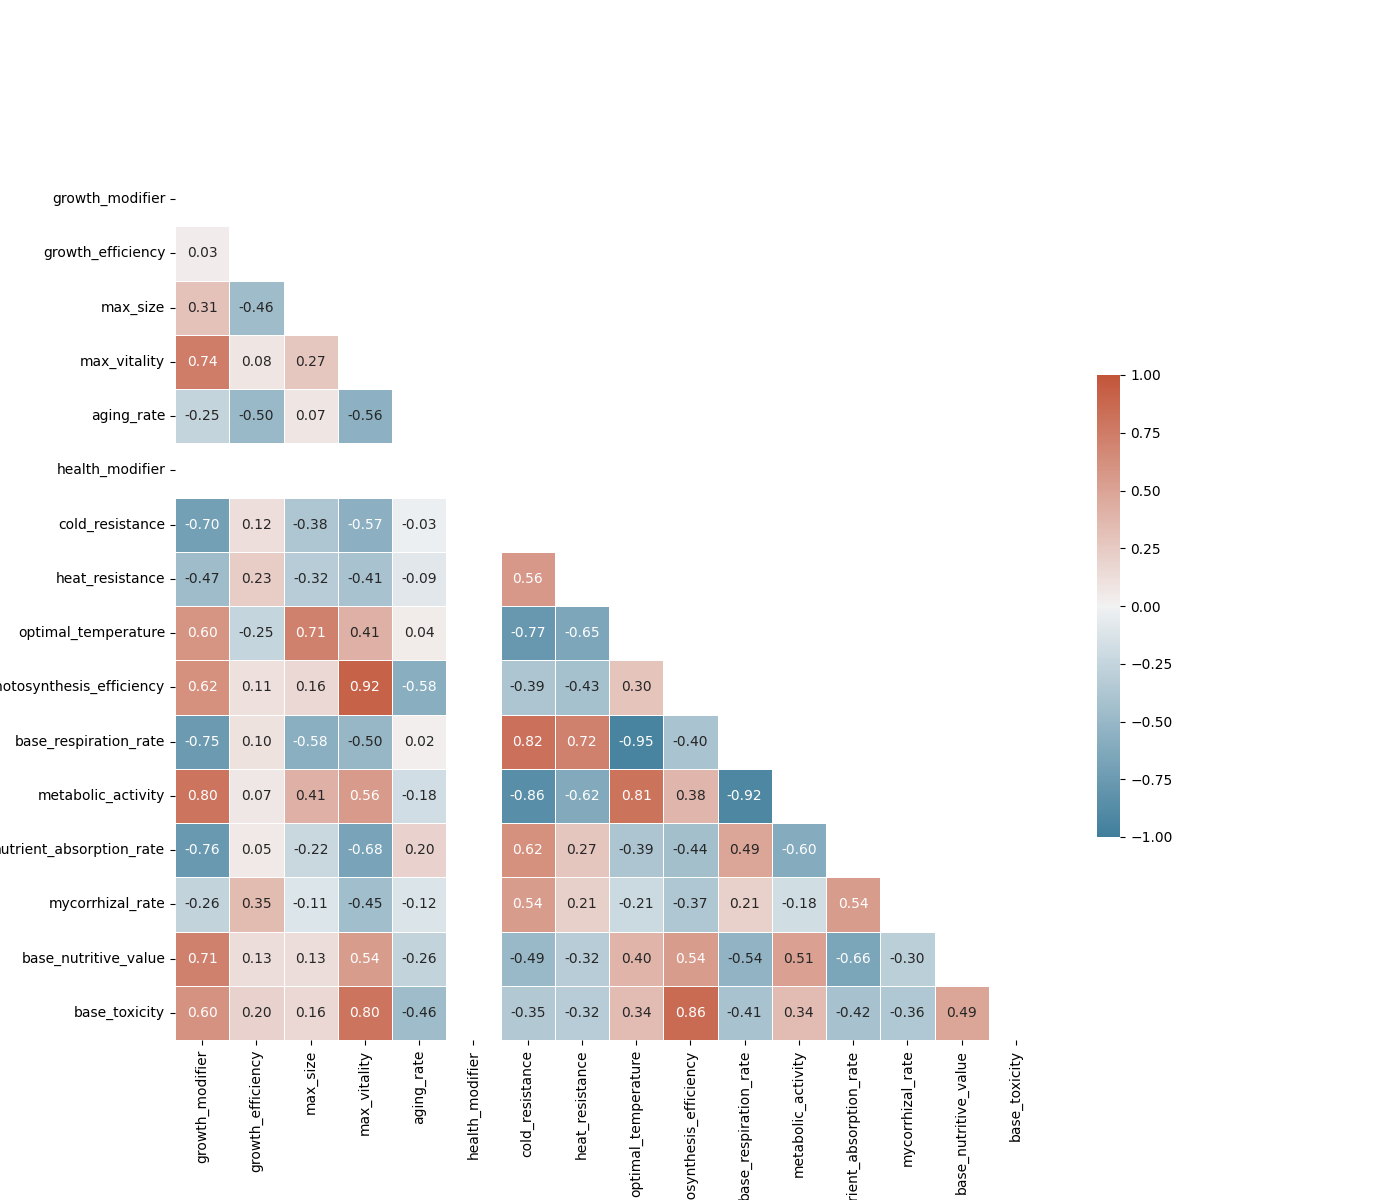 growth_modifier
growth_efficiency
0.03
max_size
0.31 -0.46
max_vitality
0.74 0.08 0.27
aging_rate
-0.25 -0.50 0.07 -0.56
health_modifier
cold_resistance
-0.70 0.12 -0.38 -0.57 -0.03
heat_resistance
-0.47 0.23 -0.32 -0.41 -0.09 0.56
optimal_temperature
0.60 -0.25 0.71 0.41 0.04 -0.77 -0.65
hotosynthesis_efficiency
0.62 0.11 0.16 0.92 -0.58 -0.39 -0.43 0.30
base_respiration_rate
-0.75 0.10 -0.58 -0.50 0.02 0.82 0.72 -0.95 -0.40
metabolic_activity
0.80 0.07 0.41 0.56 -0.18 -0.86 -0.62 0.81 0.38 -0.92
utrient_absorption_rate
-0.76 0.05 -0.22 -0.68 0.20 0.62 0.27 -0.39 -0.44 0.49 -0.60
mycorrhizal_rate
-0.26 0.35 -0.11 -0.45 -0.12 0.54 0.21 -0.21 -0.37 0.21 -0.18 0.54
base_nutritive_value
0.71 0.13 0.13 0.54 -0.26 -0.49 -0.32 0.40 0.54 -0.54 0.51 -0.66 -0.30
base_toxicity
0.60 0.20 0.16 0.80 -0.46 -0.35 -0.32 0.34 0.86 -0.41 0.34 -0.42 -0.36 0.49
growth_modifier
growth_efficiency
max_size
max_vitality
aging_rate
health_modifier
cold_resistance
heat_resistance
optimal_temperature
osynthesis_efficiency
base_respiration_rate
metabolic_activity
rient_absorption_rate
mycorrhizal_rate
base_nutritive_value
base_toxicity
1.00
0.75
0.50
0.25
0.00
−0.25
−0.50
−0.75
−1.00